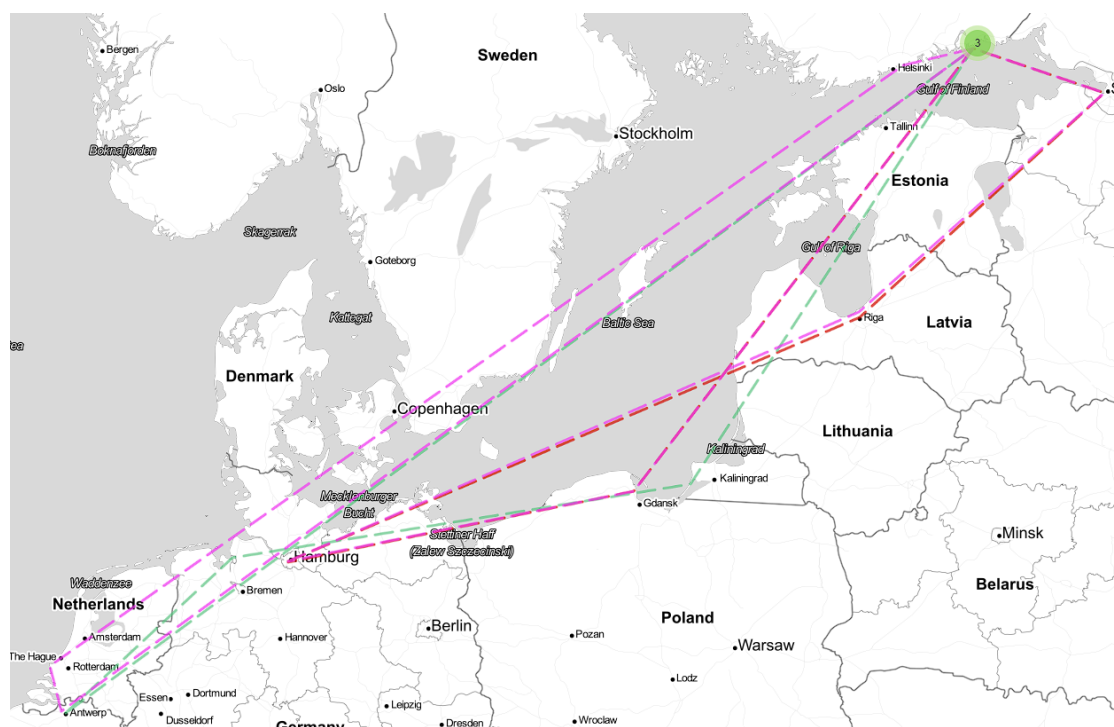 3
Bergen
Sweden
Helsinki
Oslo
Gulf of Finland
S
Stockholm
Tallinn
Boknafjorden
Estonia
Skagerrak
Gulf of Riga
Goteborg
Kattegat
Baltic Sea
Riga
Latvia
ea
Denmark
Copenhagen
Lithuania
Kaliningrad
Kaliningrad
Mecklenburger
Bucht
Gdansk
Stettiner Haff
(Zalew Szczecinski)
Minsk
Hamburg
Waddenzee
Bremen
Belarus
Netherlands
Poland
Berlin
Amsterdam
Hannover
Pozan
Warsaw
The Hague
Rotterdam
Lodz
Essen
Dortmund
Leipzig
Antwerp
Dusseldorf
Wroclaw
Germany
Dresden